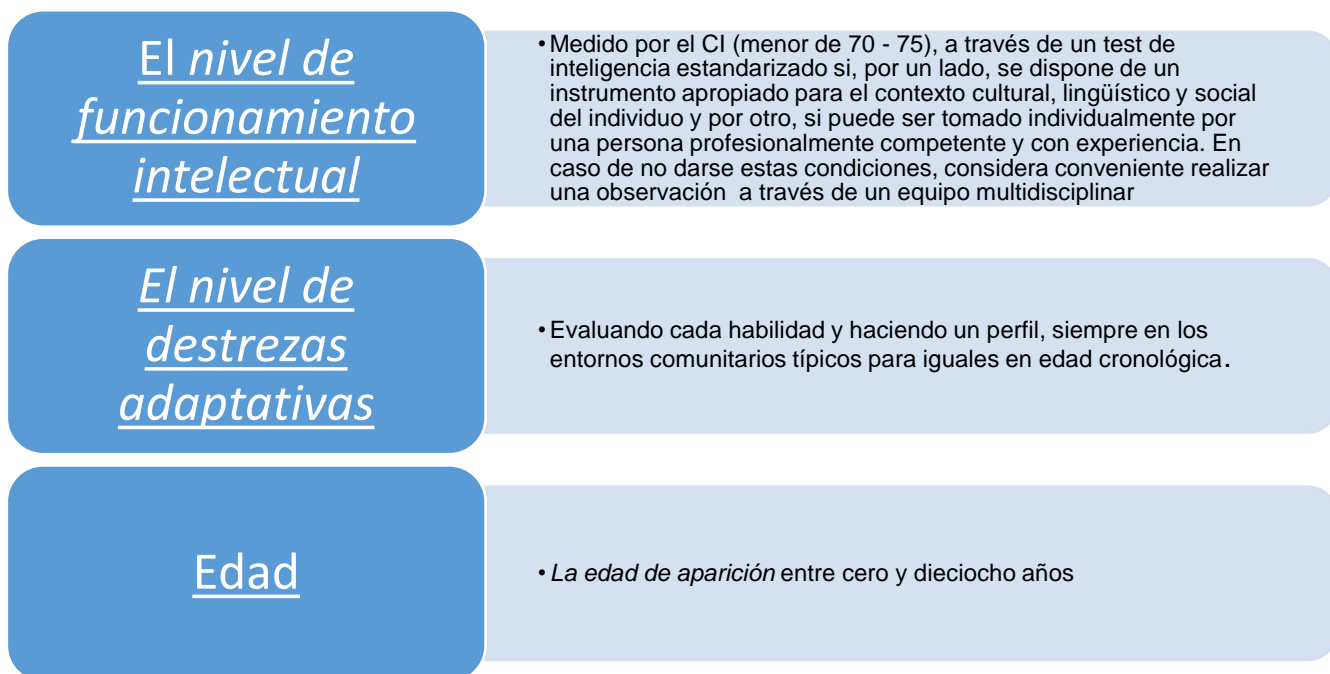 El nivel de
funcionamiento
intelectual
• Medido por el CI (menor de 70 - 75), a través de un test de
inteligencia estandarizado si, por un lado, se dispone de un
instrumento apropiado para el contexto cultural, lingüístico y social
del individuo y por otro, si puede ser tomado individualmente por
una persona profesionalmente competente y con experiencia. En
caso de no darse estas condiciones, considera conveniente realizar
una observación a través de un equipo multidisciplinar
El nivel de
destrezas
adaptativas
• Evaluando cada habilidad y haciendo un perfil, siempre en los
entornos comunitarios típicos para iguales en edad cronológica.
Edad
• La edad de aparición entre cero y dieciocho años